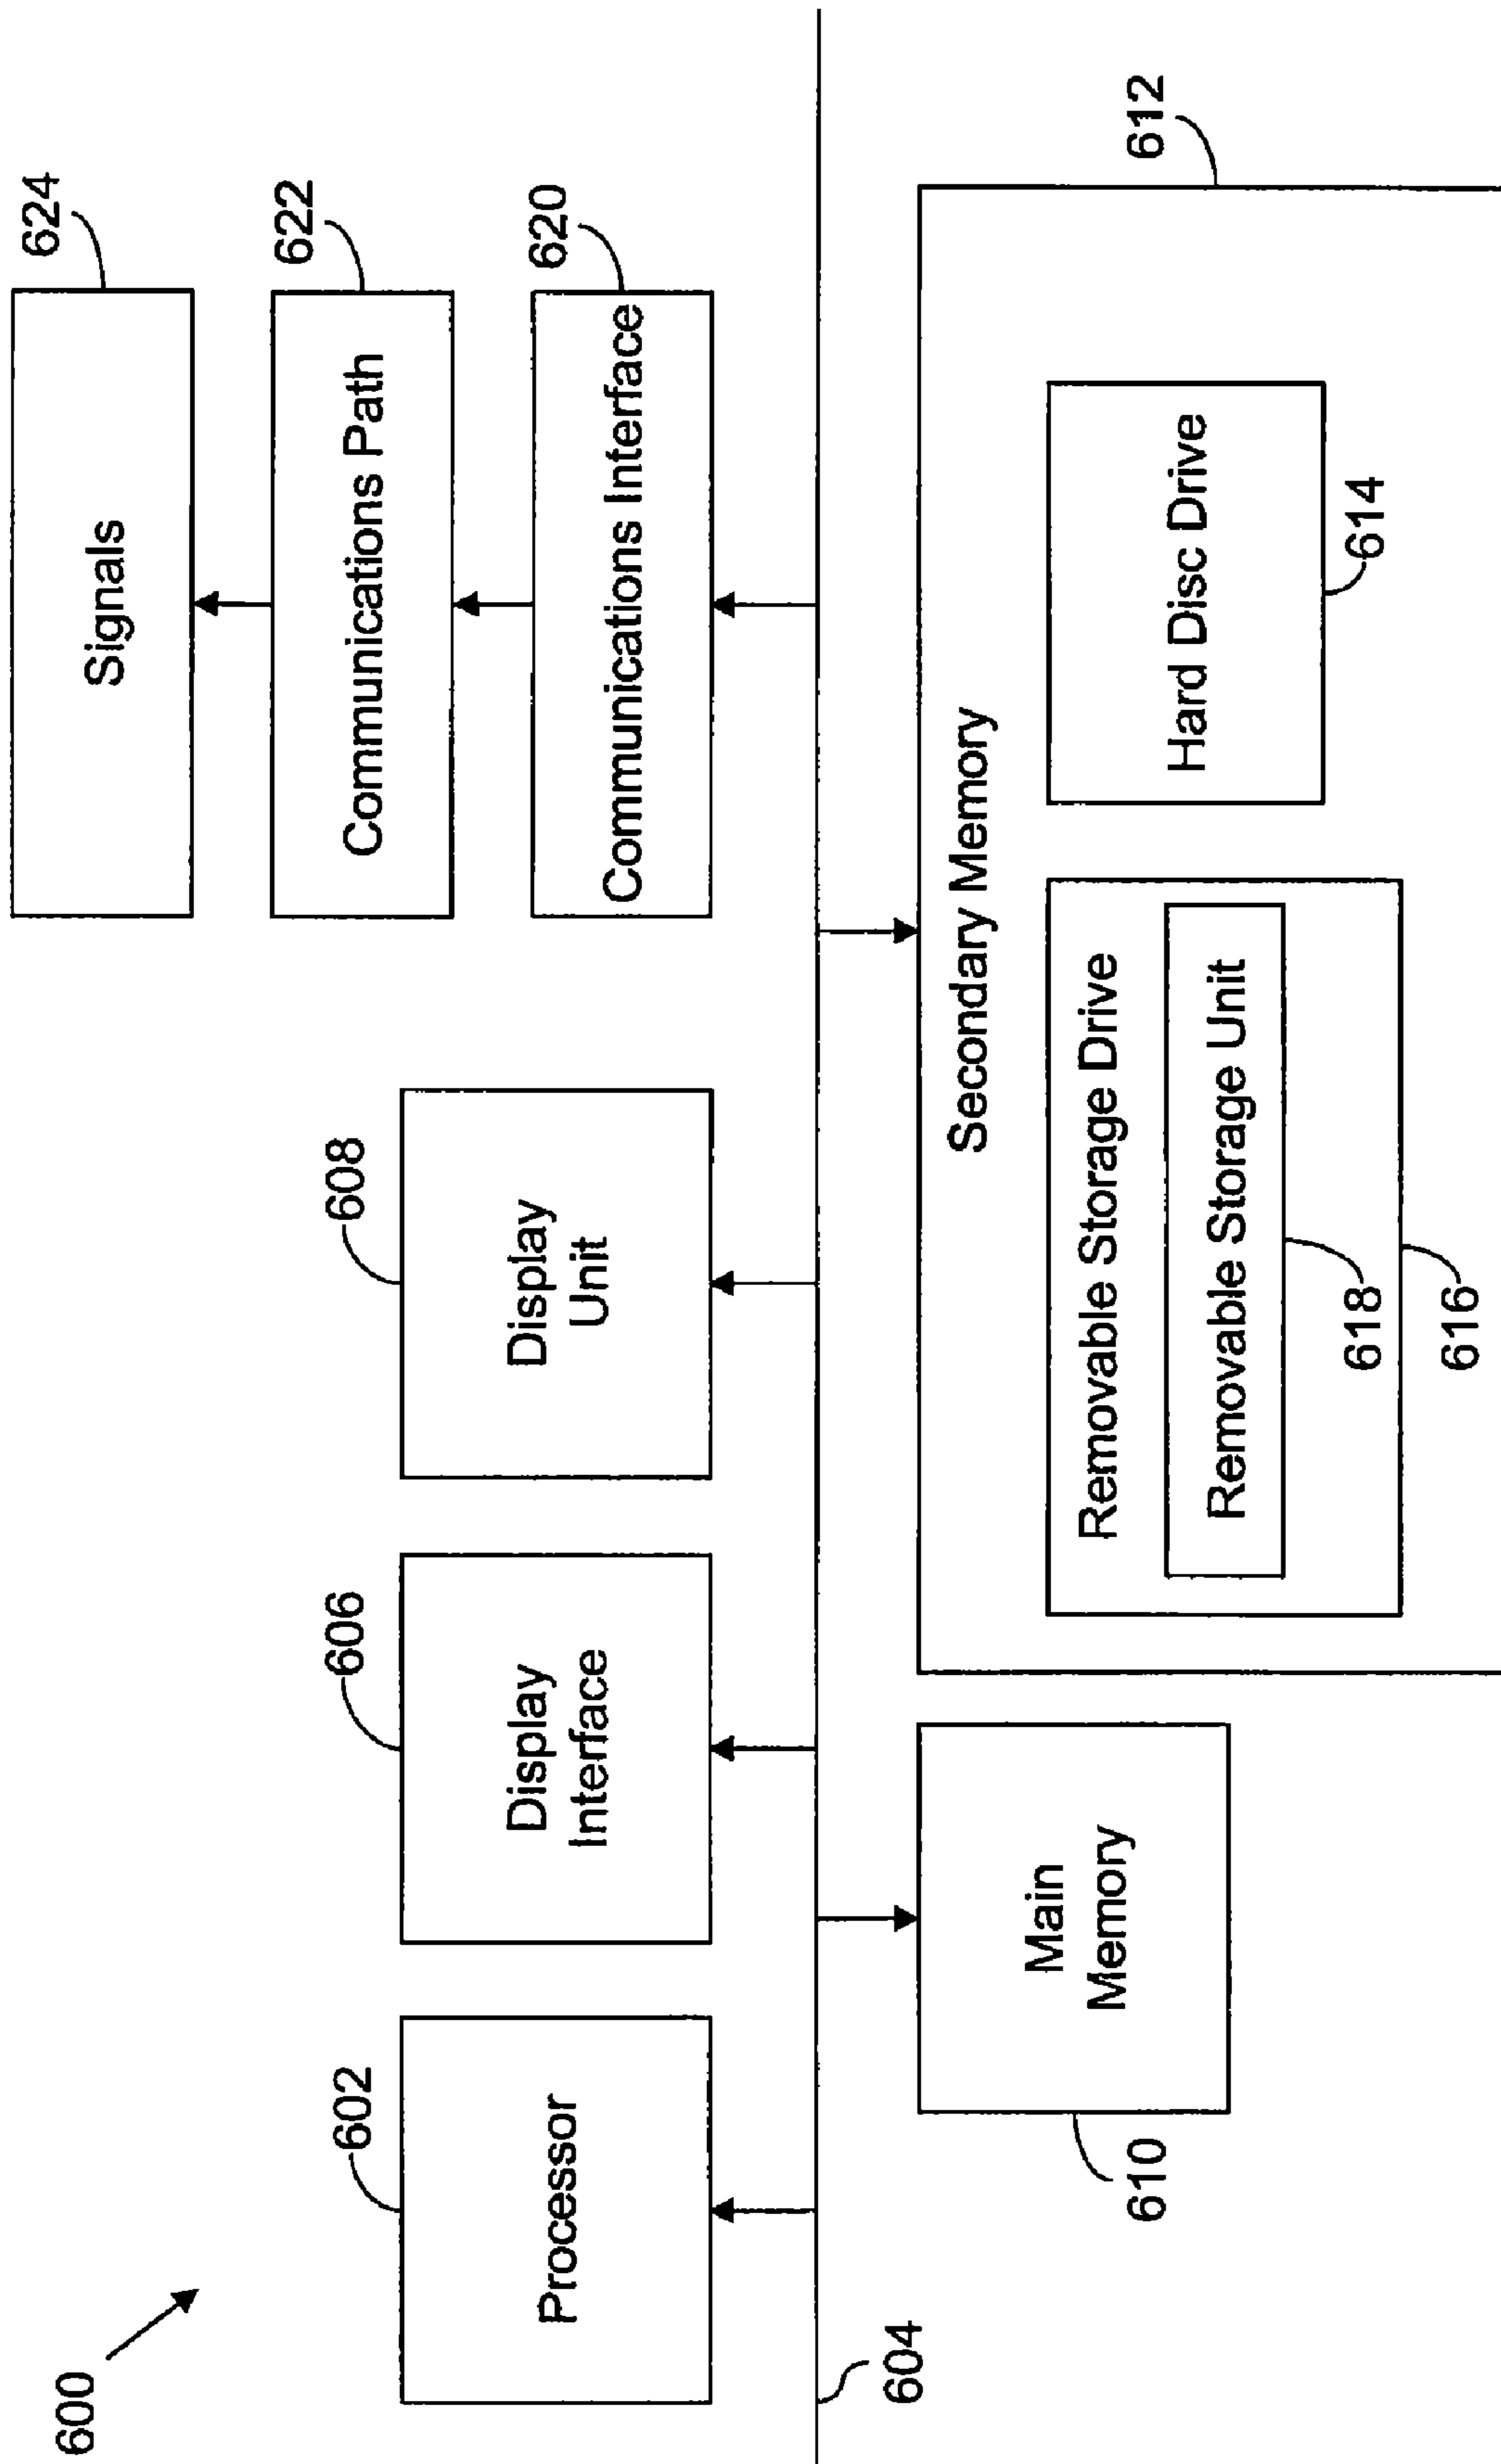 600
602
Processor
606
Display
Interface
608
Display
Unit
624
Signals
622
Communications Path
620
Communications Interface
604
610
Main
Memory
612
Secondary Memory
Removable Storage Drive
Removable Storage Unit
618
616
Hard Disc Drive
614